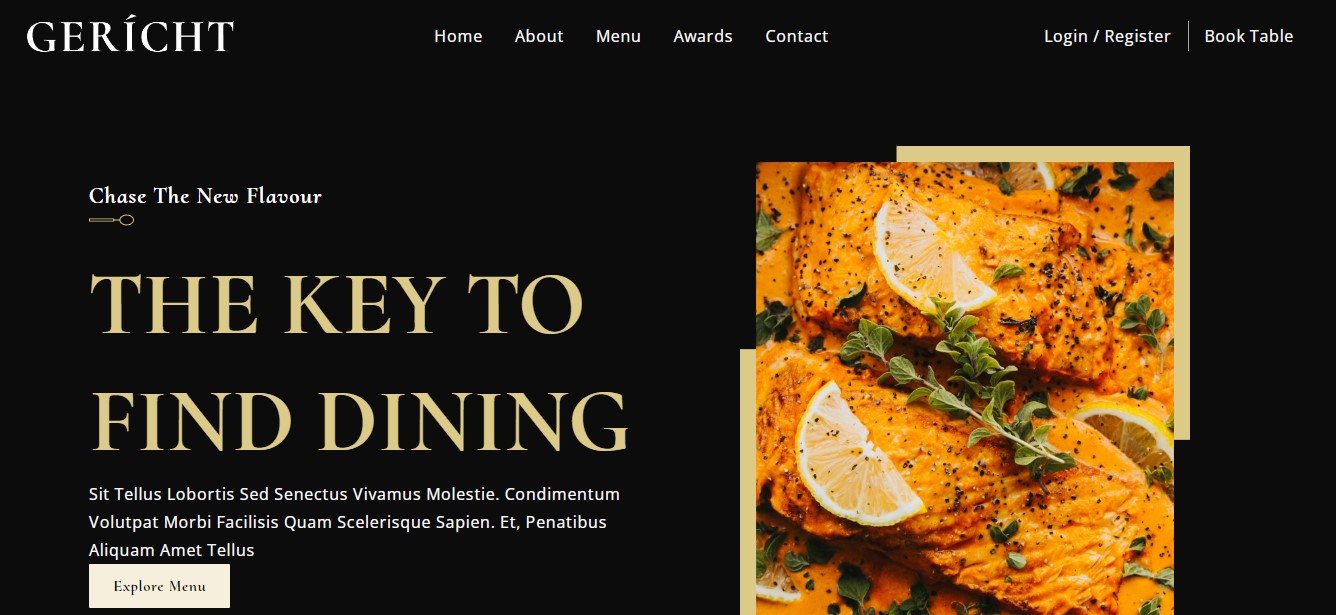 GERÍCHT
Home About Menu Awards Contact
Login / Register Book Table
Chase The New Flavour
THE KEY TO
FIND DINING
Sit Tellus Lobortis Sed Senectus Vivamus Molestie. Condimentum
Volutpat Morbi Facilisis Quam Scelerisque Sapien. Et, Penatibus
Aliquam Amet Tellus
Explore Menu